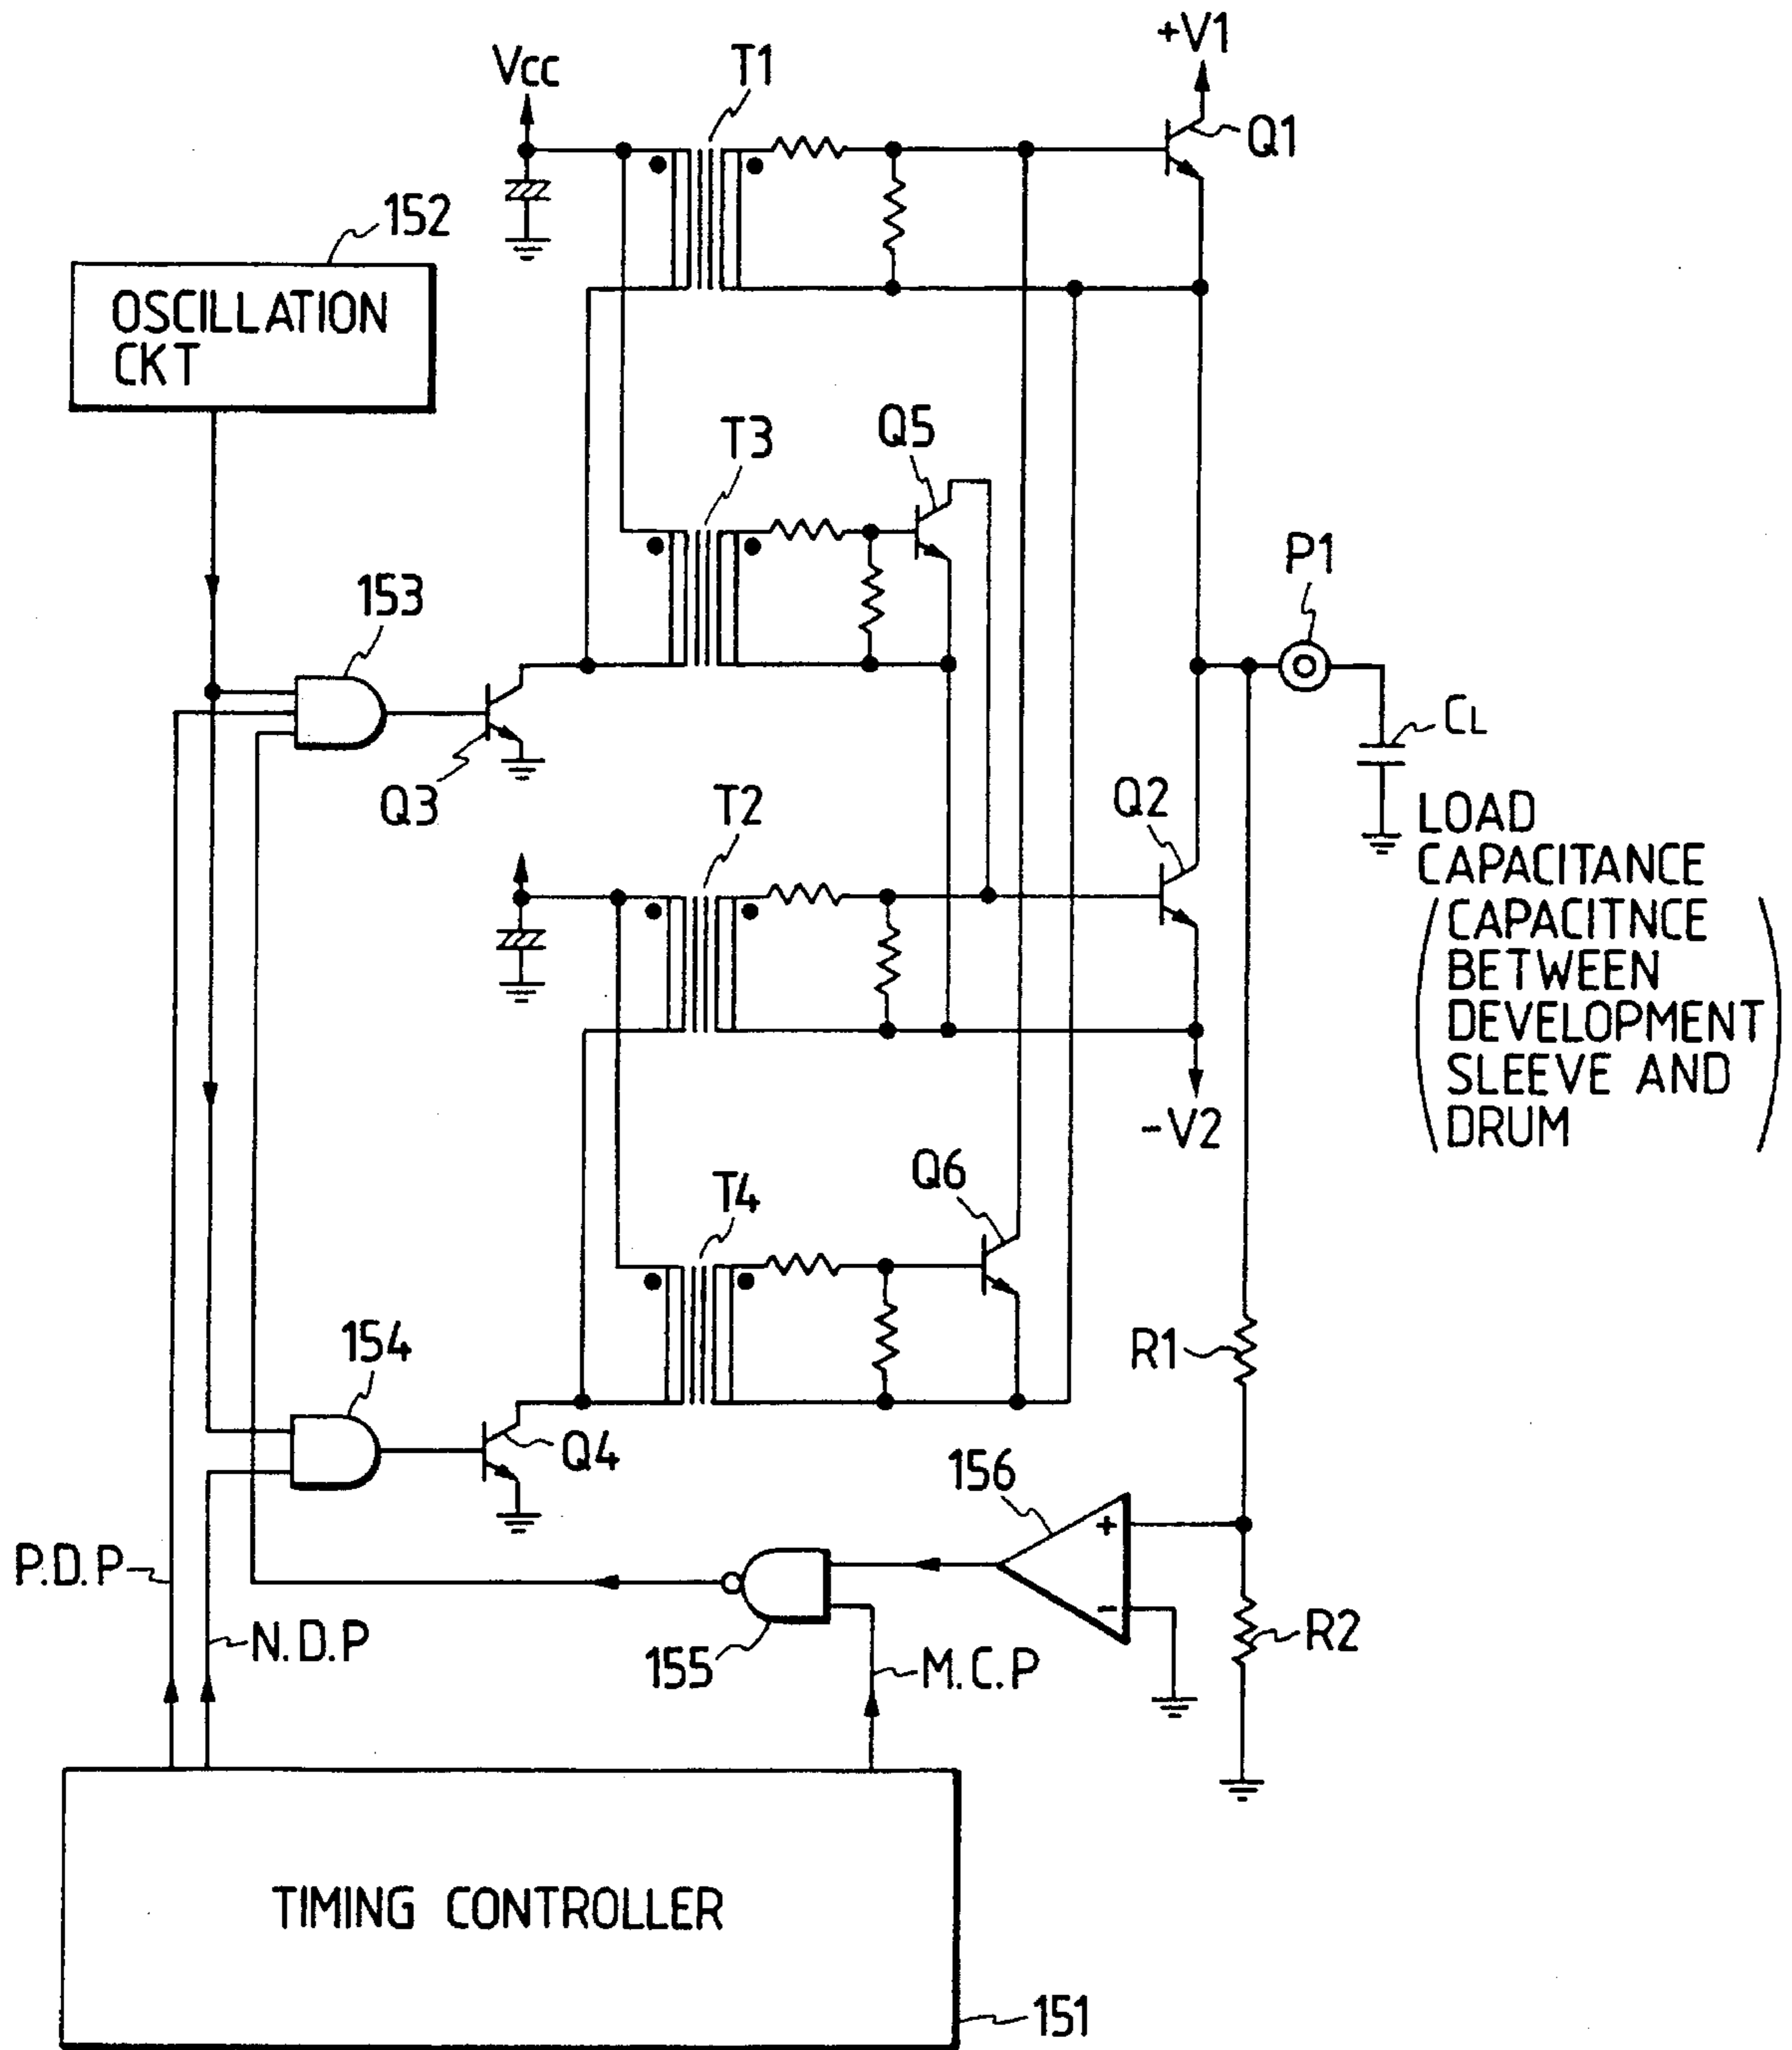 +V1
Vcc
T1
Q1
152
OSCILLATION
CKT
T3
Q5
P1
153
CL
Q3
T2
Q2
LOAD
CAPACITANCE
CAPACITNCE
BETWEEN
DEVELOPMENT
SLEEVE AND
DRUM
-V2
T4
Q6
154
R1
Q4
156
+
-
P.D.P
N.D.P
155
M.C.P
R2
TIMING CONTROLLER
151